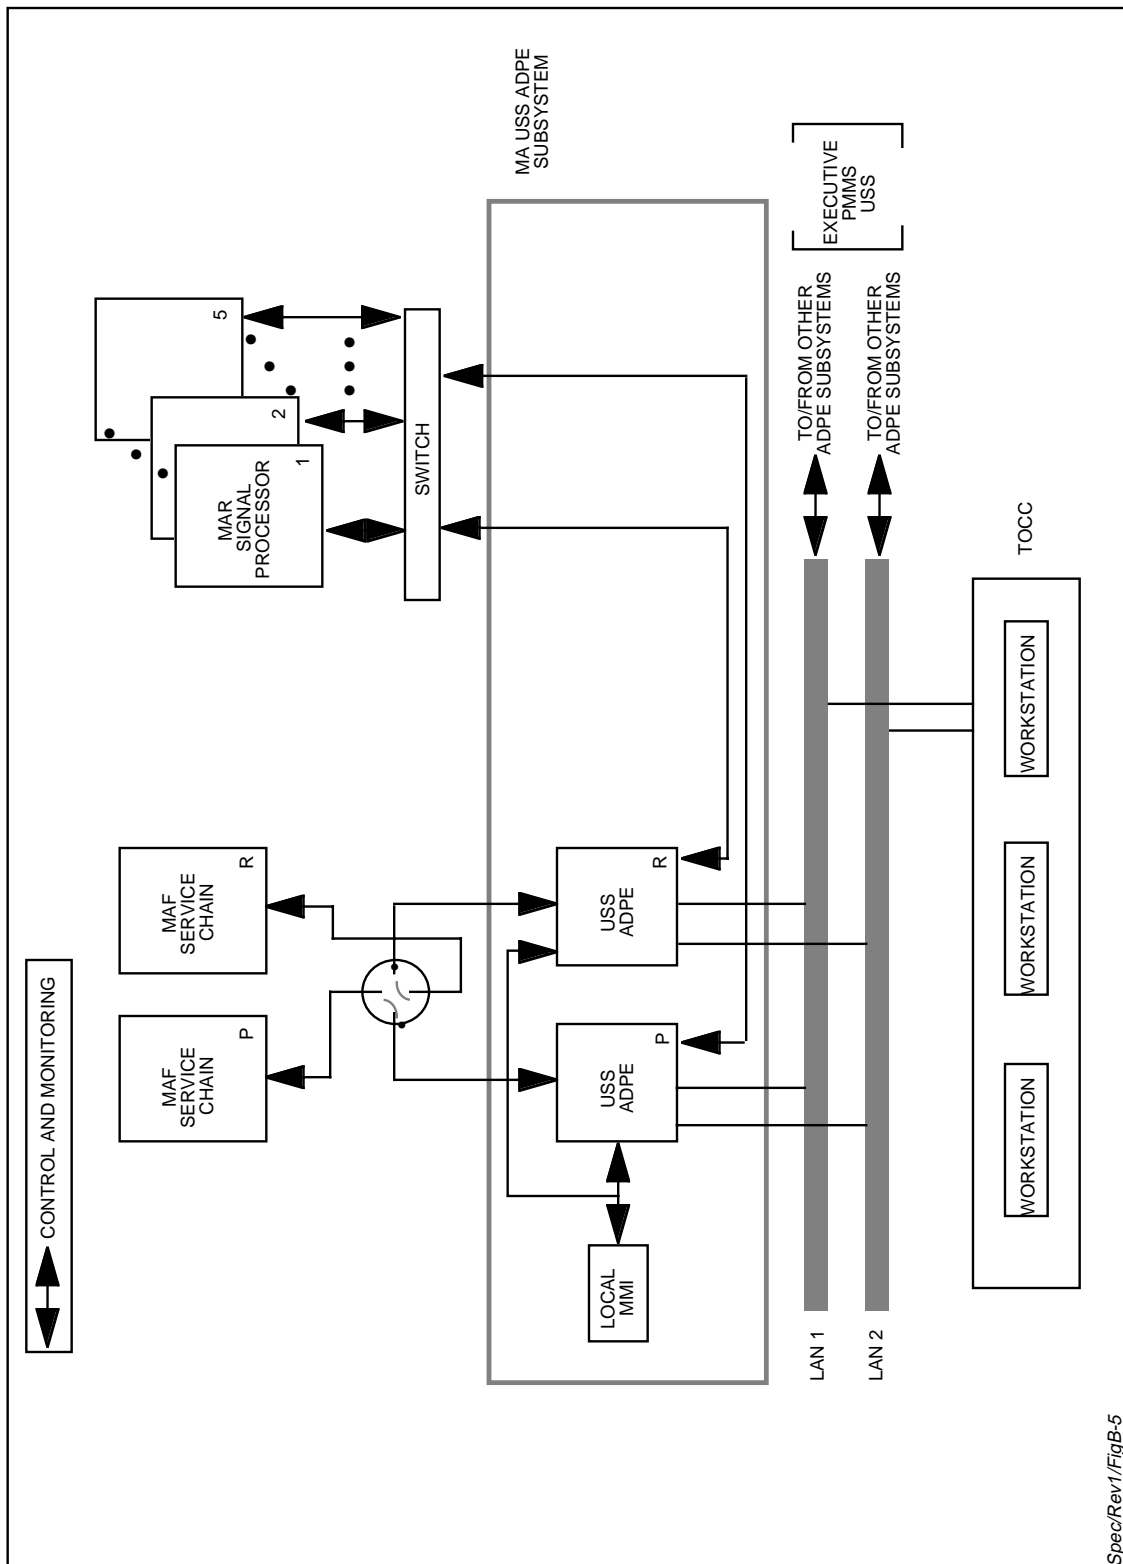 CONTROL AND MONITORING
MAF
SERVICE
CHAIN
P
MAF
SERVICE
CHAIN
R
MAR
SIGNAL
PROCESSOR
1
2
5
SWITCH
MA USS ADPE
SUBSYSTEM
LOCAL
MMI
USS
ADPE
P
USS
ADPE
R
LAN 1
TO/FROM OTHER
ADPE SUBSYSTEMS
LAN 2
TO/FROM OTHER
ADPE SUBSYSTEMS
EXECUTIVE
PMMS
USS
TOCC
WORKSTATION
WORKSTATION
WORKSTATION
Spec/Rev1/FigB-5